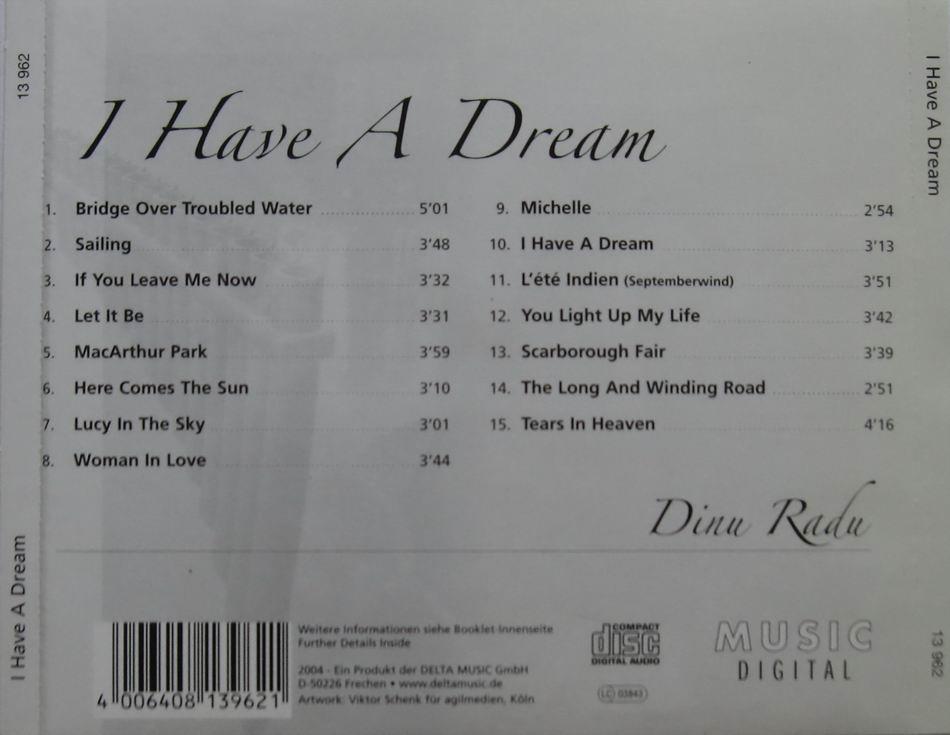 13 962
I Have A Dream
I Have A Dream
1. Bridge Over Troubled Water 5'01
2. Sailing 3'48
3. If You Leave Me Now 3'32
4. Let It Be 3'31
5. MacArthur Park 3'59
6. Here Comes The Sun 3'10
7. Lucy In The Sky 3'01
8. Woman In Love 3'44
9. Michelle 2'54
10. I Have A Dream 3'13
11. L'été Indien (Septemberwind) 3'51
12. You Light Up My Life 3'42
13. Scarborough Fair 3'39
14. The Long And Winding Road 2'51
15. Tears In Heaven 4'16
Dinu Radu
I Have A Dream
4 006408 139621
Weitere Informationen siehe Booklet-Innenseite
Further Details Inside
2004 - Ein Produkt der DELTA MUSIC GmbH
D-50226 Frechen • www.deltamusic.de
Artwork: Viktor Schenk für agilmedien, Köln
COMPACT
disc
DIGITAL AUDIO
LC 03843
MUSIC
DIGITAL
13 962